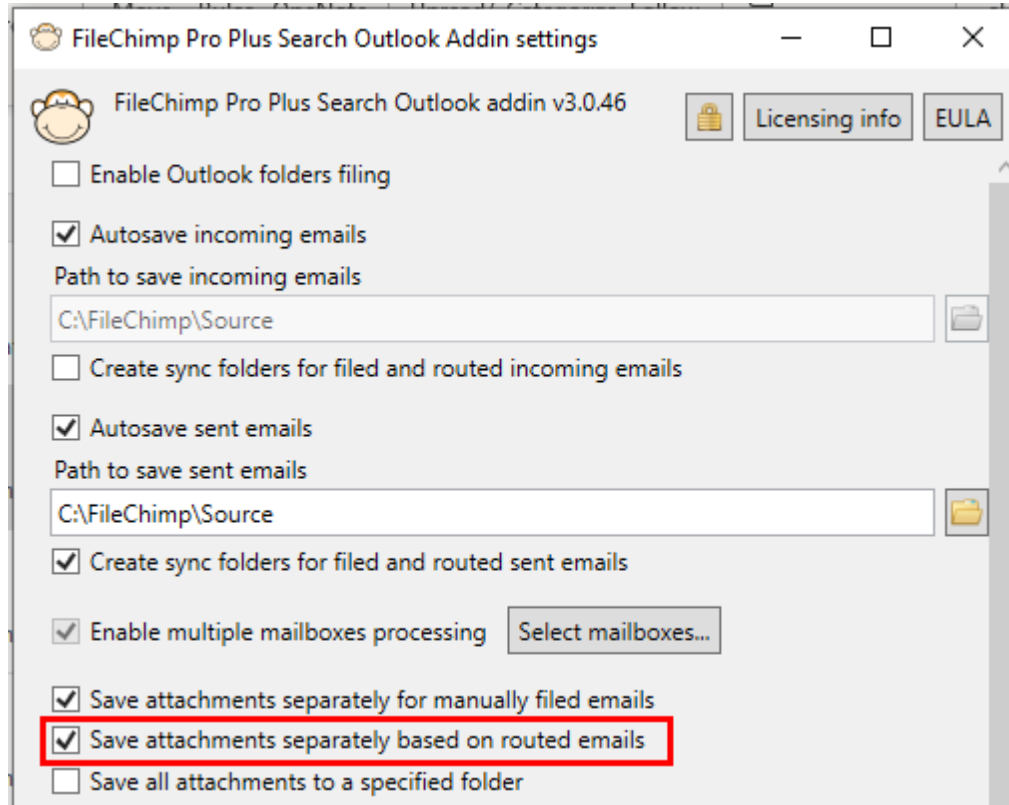 FileChimp Pro Plus Search Outlook Addin settings
FileChimp Pro Plus Search Outlook addin v3.0.46
Licensing info
EULA
Enable Outlook folders filing
Autosave incoming emails
Path to save incoming emails
C:\FileChimp\Source
Create sync folders for filed and routed incoming emails
Autosave sent emails
Path to save sent emails
C:\FileChimp\Source
Create sync folders for filed and routed sent emails
Enable multiple mailboxes processing
Select mailboxes...
Save attachments separately for manually filed emails
Save attachments separately based on routed emails
Save all attachments to a specified folder